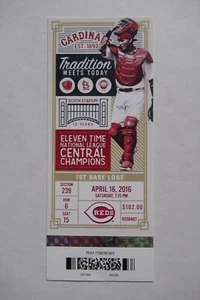 CARDINALS
EST. 1892
Tradition
MEETS TODAY
BUSCH STADIUM
10 YEARS
ELEVEN TIME
NATIONAL LEAGUE
CENTRAL
CHAMPIONS
1ST BASE LOGE
SECTION
239
APRIL 16, 2016
SATURDAY, 1:15 PM
ROW
6
REDS
$102.00
SEAT
15